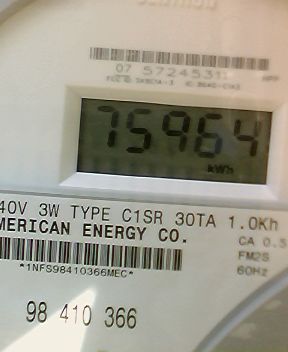 07 57245311
75964
kWh
40V 3W TYPE C1SR 30TA 1.0Kh
MERICAN ENERGY CO.
CA 0.5
FM2S
60Hz
*1NFS98410366MEC*
98 410 366